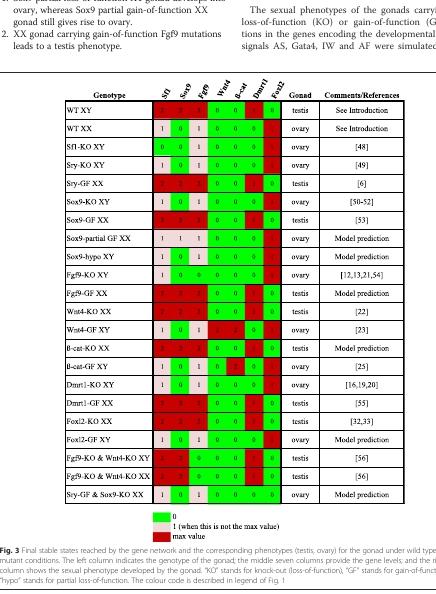 ovary, whereas Sox9 partial gain-of-function XX
gonad still gives rise to ovary.
2. XX gonad carrying gain-of-function Fgf9 mutations
leads to a testis phenotype.
The sexual phenotypes of the gonads carryi
loss-of-function (KO) or gain-of-function (G
tions in the genes encoding the developmental
signals AS, Gata4, IW and AF were simulated
Genotype Sf1 Sox9 Fgf9 Wnt4 ß-cat Dmrt1 Foxl2 Gonad Comments/References
WT XY 0 0 0 testis See Introduction
WT XX 1 0 1 0 0 0 ovary See Introduction
Sf1-KO XY 0 0 1 0 0 0 ovary [48]
Sry-KO XY 1 0 1 0 0 0 ovary [49]
Sry-GF XX 0 0 0 testis [6]
Sox9-KO XY 1 0 1 0 0 0 ovary [50-52]
Sox9-GF XX 0 0 0 testis [53]
Sox9-partial GF XX 1 1 1 0 0 0 ovary Model prediction
Sox9-hypo XY 1 0 1 0 0 0 ovary Model prediction
Fgf9-KO XY 1 0 0 0 0 0 ovary [12,13,21,54]
Fgf9-GF XX 0 0 0 testis Model prediction
Wnt4-KO XX 0 0 0 testis [22]
Wnt4-GF XY 1 0 1 0 ovary [23]
ß-cat-KO XX 0 0 0 testis Model prediction
ß-cat-GF XY 1 0 1 0 0 ovary [25]
Dmrt1-KO XY 1 0 1 0 0 0 ovary [16,19,20]
Dmrt1-GF XX 0 0 0 testis [55]
Foxl2-KO XX 0 0 0 testis [32,33]
Foxl2-GF XY 1 0 1 0 0 0 ovary Model prediction
Fgf9-KO & Wnt4-KO XY 0 0 0 0 testis [56]
Fgf9-KO & Wnt4-KO XX 0 0 0 0 testis [56]
Sry-GF & Sox9-KO XX 1 0 1 0 0 0 ovary Model prediction
0
1 (when this is not the max value)
max value
Fig. 3 Final stable states reached by the gene network and the corresponding phenotypes (testis, ovary) for the gonad under wild type
mutant conditions. The left column indicates the genotype of the gonad; the middle seven columns provide the gene levels; and the ri
column shows the sexual phenotype developed by the gonad. "KO" stands for knock-out (loss-of-function), "GF" stands for gain-of-func
"hypo" stands for partial loss-of-function. The colour code is described in legend of Fig. 1